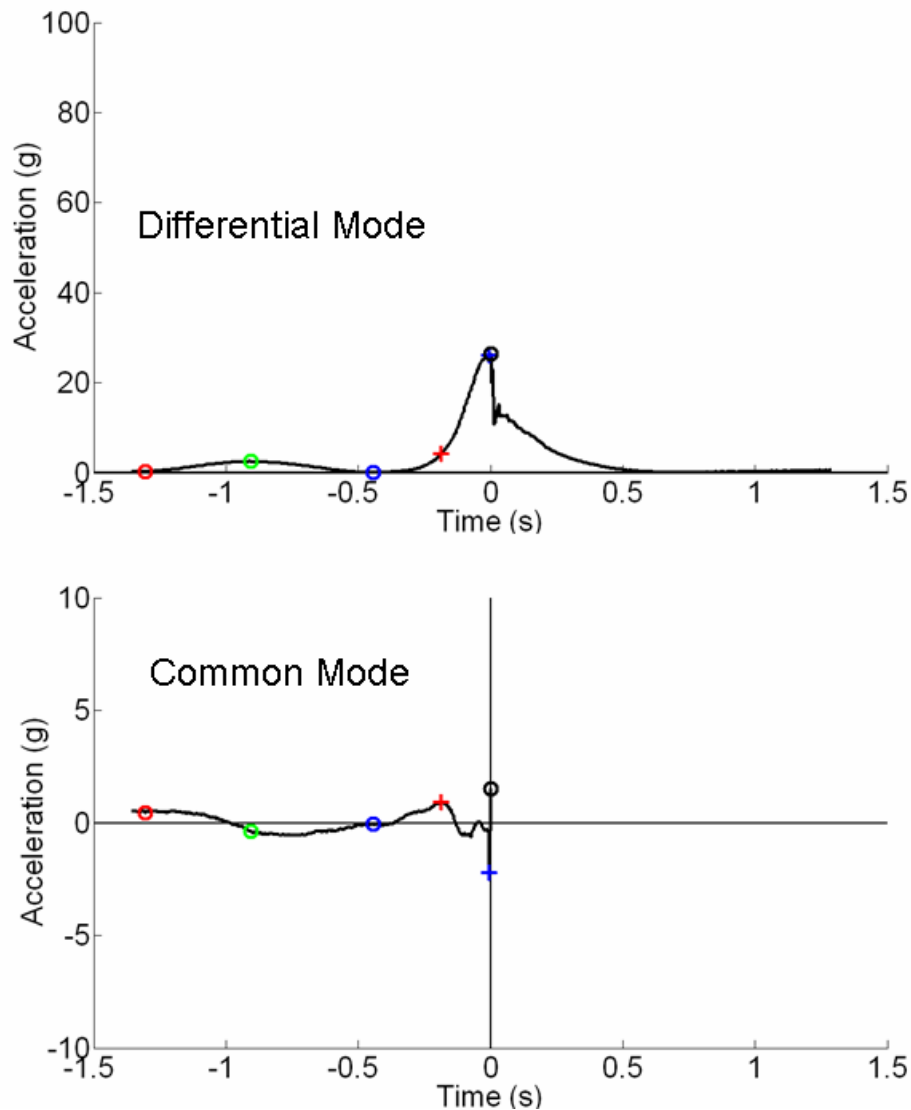 100
80
60
40
20
0
Acceleration (g)
Differential Mode
-1.5 -1 -0.5 0 0.5 1 1.5
Time (s)
10
5
0
-5
-10
Acceleration (g)
Common Mode
-1.5 -1 -0.5 0 0.5 1 1.5
Time (s)